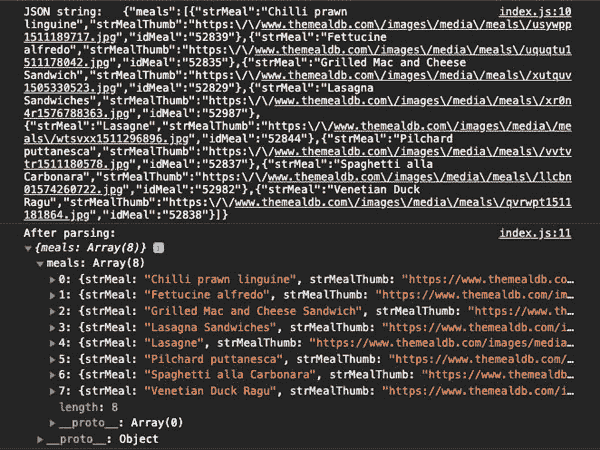 JSON string:   {"meals":[{"strMeal":"Chilli prawn index.js:10
linguine","strMealThumb":"https:\/\/www.themealdb.com\/images\/media\/meals\/usywpp
1511189717.jpg","idMeal":"52839"},{"strMeal":"Fettucine
alfredo","strMealThumb":"https:\/\/www.themealdb.com\/images\/media\/meals\/uquqtu1
511178042.jpg","idMeal":"52835"},{"strMeal":"Grilled Mac and Cheese
Sandwich","strMealThumb":"https:\/\/www.themealdb.com\/images\/media\/meals\/xutquv
1505330523.jpg","idMeal":"52829"},{"strMeal":"Lasagna
Sandwiches","strMealThumb":"https:\/\/www.themealdb.com\/images\/media\/meals\/xr0n
4r1576788363.jpg","idMeal":"52987"},
{"strMeal":"Lasagne","strMealThumb":"https:\/\/www.themealdb.com\/images\/media\/me
als\/wtsvxx1511296896.jpg","idMeal":"52844"},{"strMeal":"Pilchard
puttanesca","strMealThumb":"https:\/\/www.themealdb.com\/images\/media\/meals\/vvtv
tr1511180578.jpg","idMeal":"52837"},{"strMeal":"Spaghetti alla
Carbonara","strMealThumb":"https:\/\/www.themealdb.com\/images\/media\/meals\/llcbn
01574260722.jpg","idMeal":"52982"},{"strMeal":"Venetian Duck
Ragu","strMealThumb":"https:\/\/www.themealdb.com\/images\/media\/meals\/qvrwpt1511
181864.jpg","idMeal":"52838"}]}
After parsing: index.js:11
{meals: Array(8)} i
meals: Array(8)
0: {strMeal: "Chilli prawn linguine", strMealThumb: "https://www.themealdb.co…
1: {strMeal: "Fettucine alfredo", strMealThumb: "https://www.themealdb.com/im…
2: {strMeal: "Grilled Mac and Cheese Sandwich", strMealThumb: "https://www.th…
3: {strMeal: "Lasagna Sandwiches", strMealThumb: "https://www.themealdb.com/i…
4: {strMeal: "Lasagne", strMealThumb: "https://www.themealdb.com/images/media…
5: {strMeal: "Pilchard puttanesca", strMealThumb: "https://www.themealdb.com/…
6: {strMeal: "Spaghetti alla Carbonara", strMealThumb: "https://www.themealdb…
7: {strMeal: "Venetian Duck Ragu", strMealThumb: "https://www.themealdb.com/i…
length: 8
__proto__: Array(0)
__proto__: Object